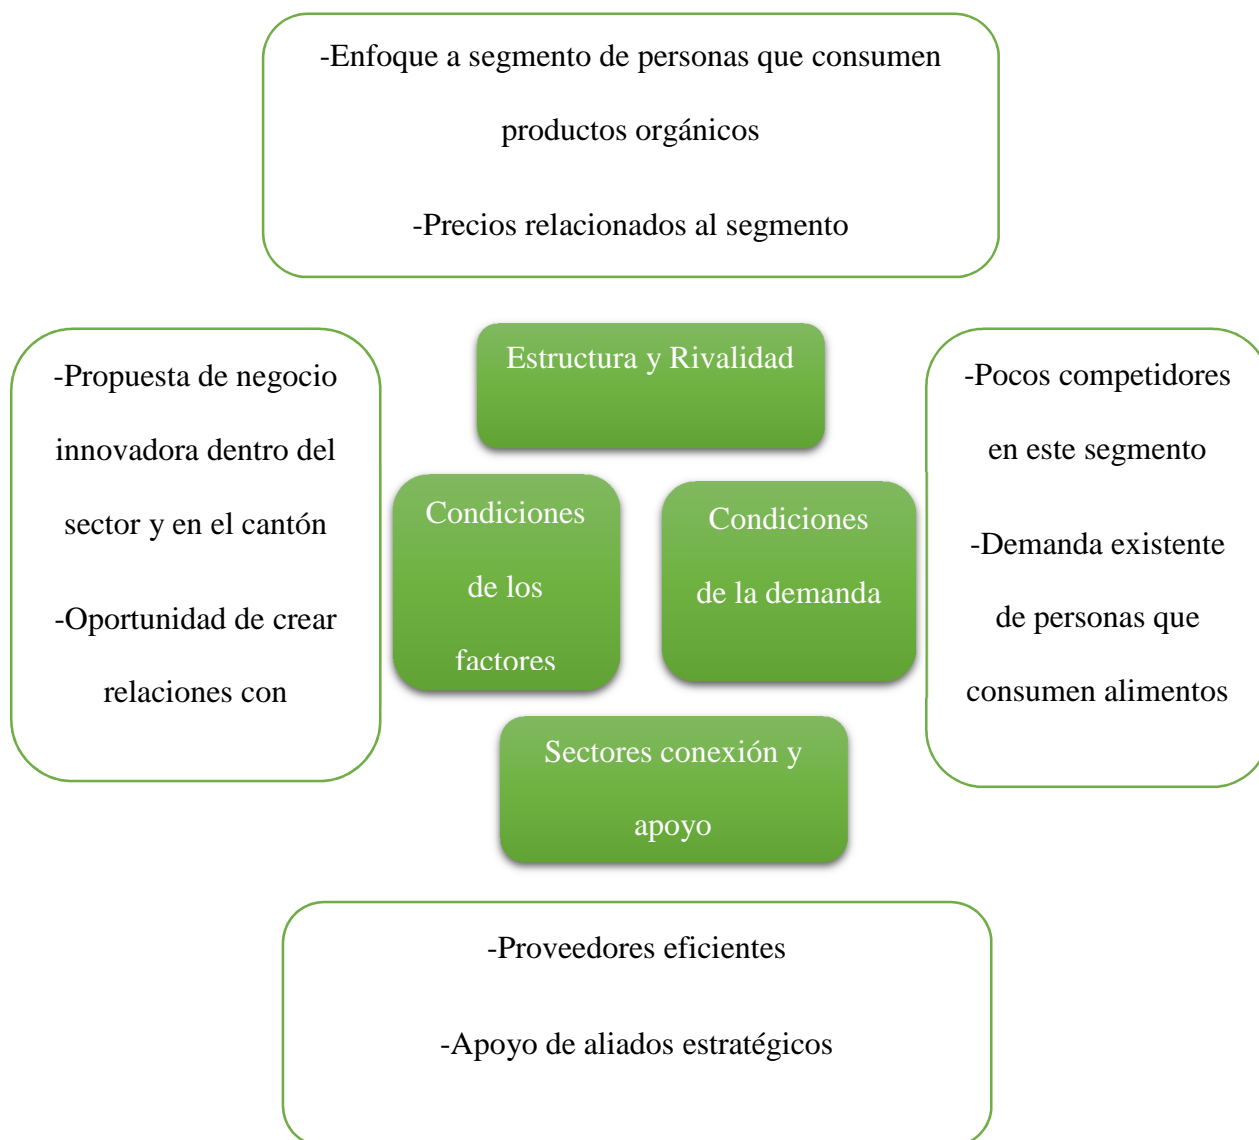 -Enfoque a segmento de personas que consumen
productos orgánicos
-Precios relacionados al segmento
Estructura y Rivalidad
-Propuesta de negocio
innovadora dentro del
sector y en el cantón
-Oportunidad de crear
relaciones con
Condiciones
de los
factores
Condiciones
de la demanda
-Pocos competidores
en este segmento
-Demanda existente
de personas que
consumen alimentos
Sectores conexión y
apoyo
-Proveedores eficientes
-Apoyo de aliados estratégicos